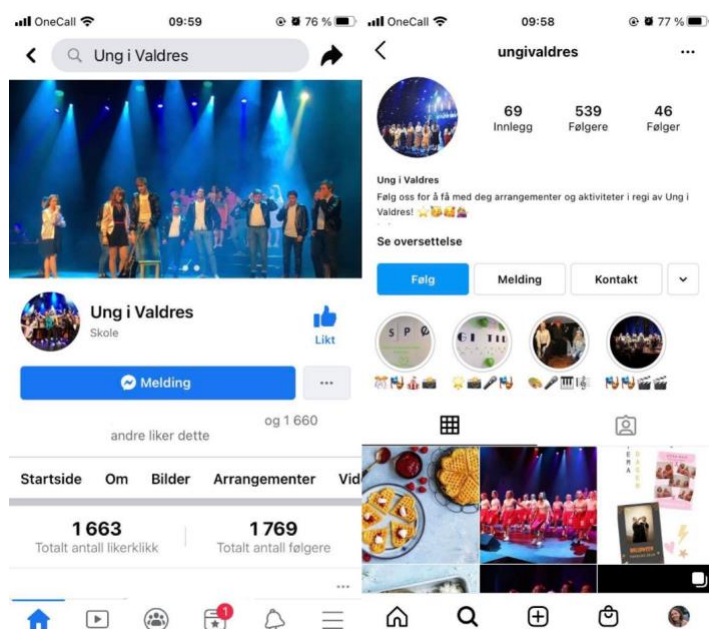 OneCall 09:59 76 %
Ung i Valdres
Ung i Valdres
Skole
Likt
Melding
og 1 660
andre liker dette
Startside Om Bilder Arrangementer Vid
1 663 1 769
Totalt antall likerklikk Totalt antall følgere
1
OneCall 09:58 77 %
ungivaldres
69 539 46
Innlegg Følgere Følger
Ung i Valdres
Følg oss for å få med deg arrangementer og aktiviteter i regi av Ung i
Valdres!
Se oversettelse
Følg Melding Kontakt